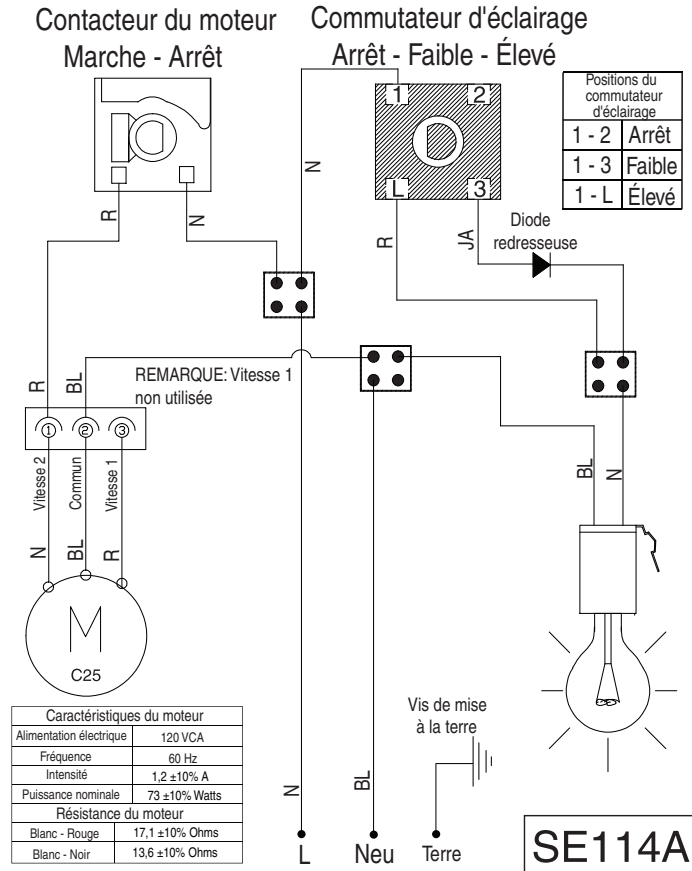 Contacteur du moteur
Marche - Arrêt
Commutateur d'éclairage
Arrêt - Faible - Élevé
Positions du
commutateur
d'éclairage
1 - 2 Arrêt
1 - 3 Faible
1 - L Élevé
1 2
L 3
N
R
N
R
JA
Diode
redresseuse
REMARQUE: Vitesse 1
non utilisée
R
BL
1 2 3
Vitesse 2
Commun
Vitesse 1
N
BL
R
M
C25
BL
N
Caractéristiques du moteur
Alimentation électrique 120 VCA
Fréquence 60 Hz
Intensité 1,2 ±10% A
Puissance nominale 73 ±10% Watts
Résistance du moteur
Blanc - Rouge 17,1 ±10% Ohms
Blanc - Noir 13,6 ±10% Ohms
Vis de mise
à la terre
N
BL
L
Neu
Terre
SE114A